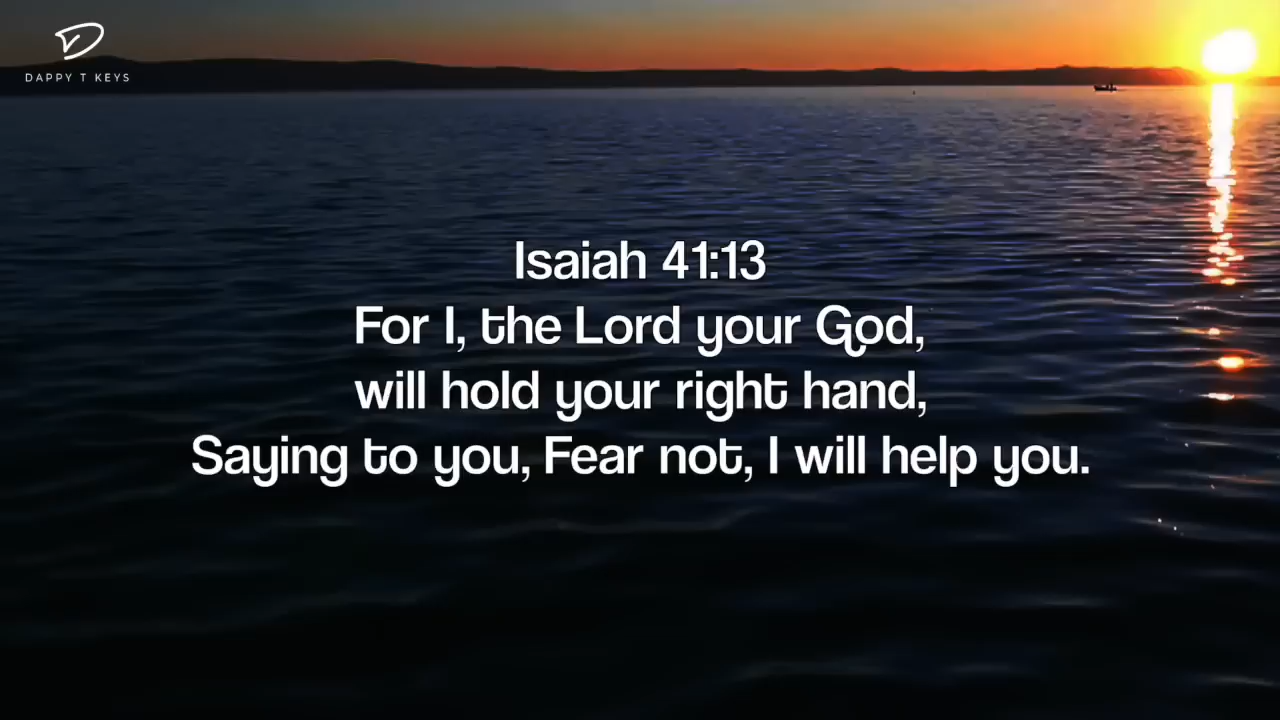 DAPPY T KEYS
Isaiah 41:13
For I, the Lord your God,
will hold your right hand,
Saying to you, Fear not, I will help you.